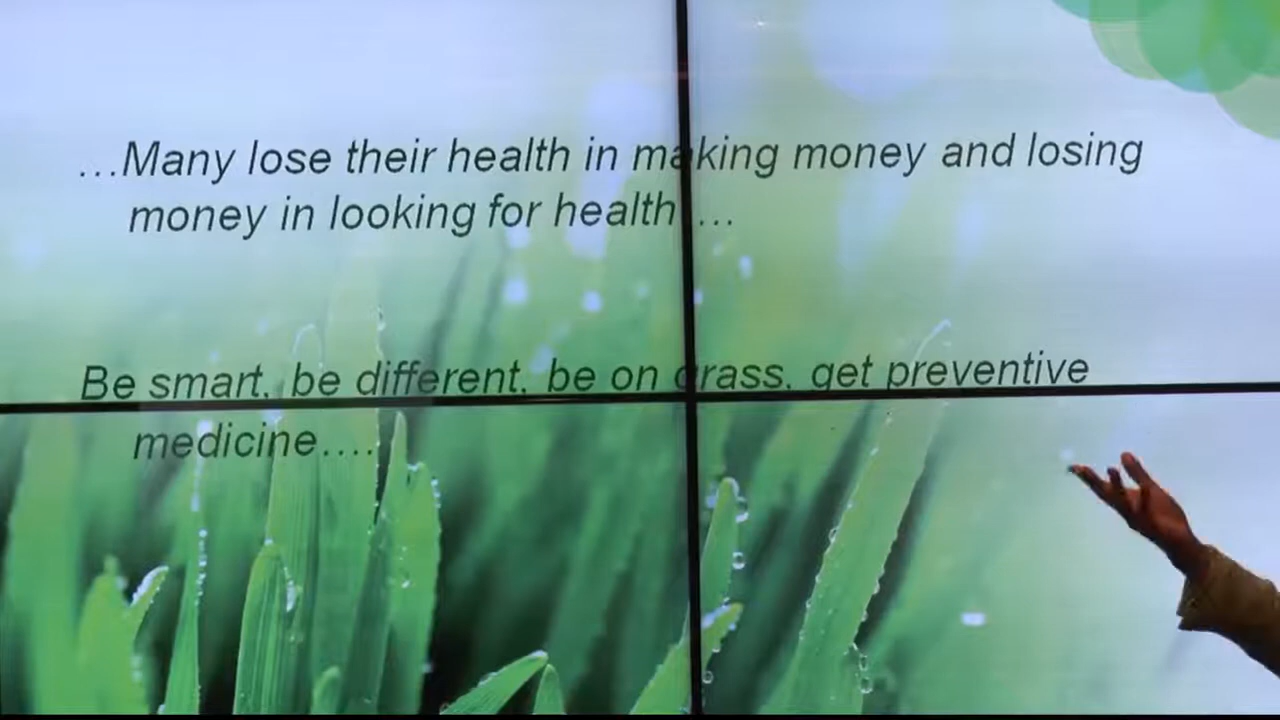 …Many lose their health in making money and losing
money in looking for health …
Be smart, be different, be on grass, get preventive
medicine….